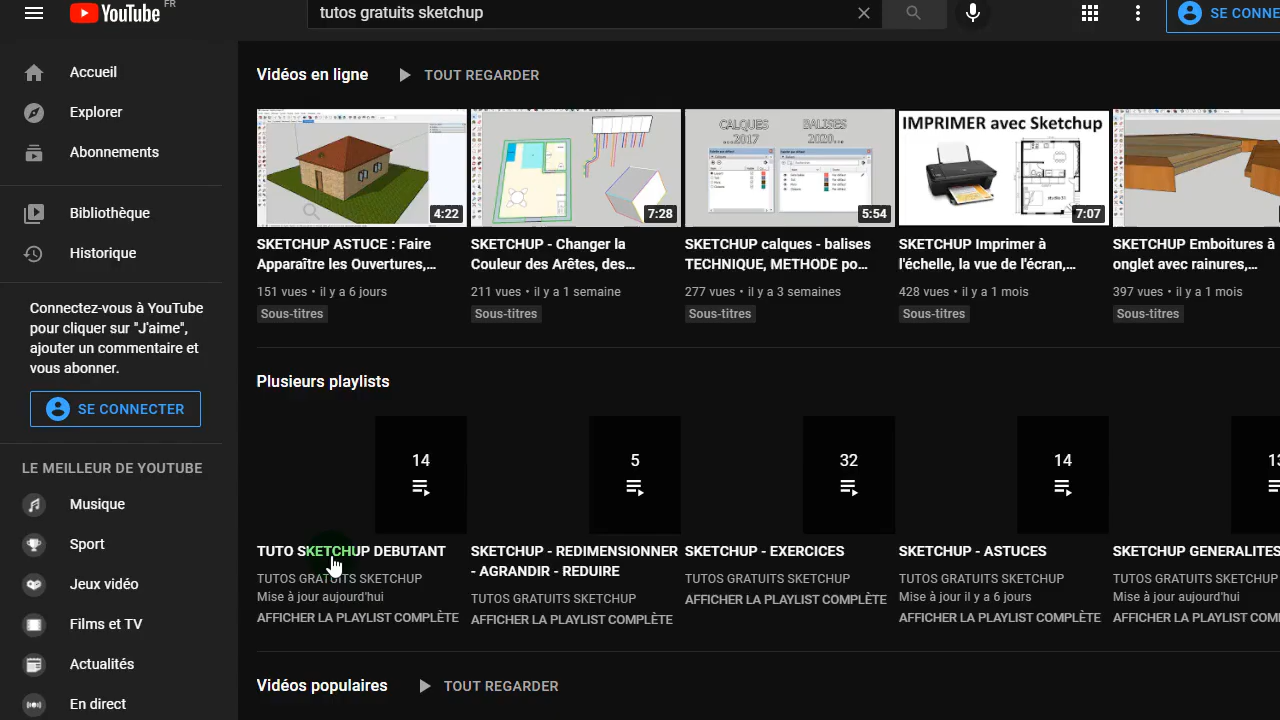 YouTube FR
tutos gratuits sketchup
SE CONNE
Accueil
Explorer
Abonnements
Bibliothèque
Historique
Connectez-vous à YouTube
pour cliquer sur "J'aime",
ajouter un commentaire et
vous abonner.
SE CONNECTER
LE MEILLEUR DE YOUTUBE
Musique
Sport
Jeux vidéo
Films et TV
Actualités
En direct
Vidéos en ligne
TOUT REGARDER
4:22
SKETCHUP ASTUCE : Faire
Apparaître les Ouvertures,...
151 vues • il y a 6 jours
Sous-titres
7:28
SKETCHUP - Changer la
Couleur des Arêtes, des...
211 vues • il y a 1 semaine
Sous-titres
CALQUES
...2017
BALISES
2020...
5:54
SKETCHUP calques - balises
TECHNIQUE, METHODE po...
277 vues • il y a 3 semaines
Sous-titres
IMPRIMER avec Sketchup
7:07
SKETCHUP Imprimer à
l'échelle, la vue de l'écran,...
428 vues • il y a 1 mois
Sous-titres
SKETCHUP Emboitures à
onglet avec rainures,...
397 vues • il y a 1 mois
Sous-titres
Plusieurs playlists
14
TUTO SKETCHUP DEBUTANT
TUTOS GRATUITS SKETCHUP
Mise à jour aujourd'hui
AFFICHER LA PLAYLIST COMPLÈTE
5
SKETCHUP - REDIMENSIONNER
- AGRANDIR - REDUIRE
TUTOS GRATUITS SKETCHUP
AFFICHER LA PLAYLIST COMPLÈTE
32
SKETCHUP - EXERCICES
TUTOS GRATUITS SKETCHUP
AFFICHER LA PLAYLIST COMPLÈTE
14
SKETCHUP - ASTUCES
TUTOS GRATUITS SKETCHUP
Mise à jour il y a 6 jours
AFFICHER LA PLAYLIST COMPLÈTE
13
SKETCHUP GENERALITES
TUTOS GRATUITS SKETCHUP
Mise à jour aujourd'hui
AFFICHER LA PLAYLIST COM
Vidéos populaires
TOUT REGARDER